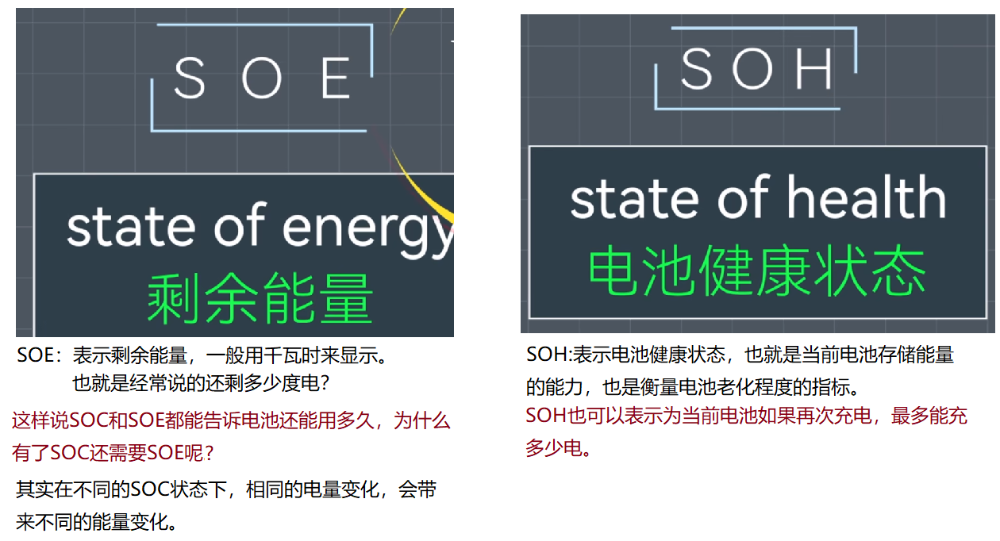 S O E
state of energy
剩余能量
SOE：表示剩余能量，一般用千瓦时来显示。
也就是经常说的还剩多少度电？
这样说SOC和SOE都能告诉电池还能用多久，为什么
有了SOC还需要SOE呢？
其实在不同的SOC状态下，相同的电量变化，会带
来不同的能量变化。
S O H
state of health
电池健康状态
SOH:表示电池健康状态，也就是当前电池存储能量
的能力，也是衡量电池老化程度的指标。
SOH也可以表示为当前电池如果再次充电，最多能充
多少电。